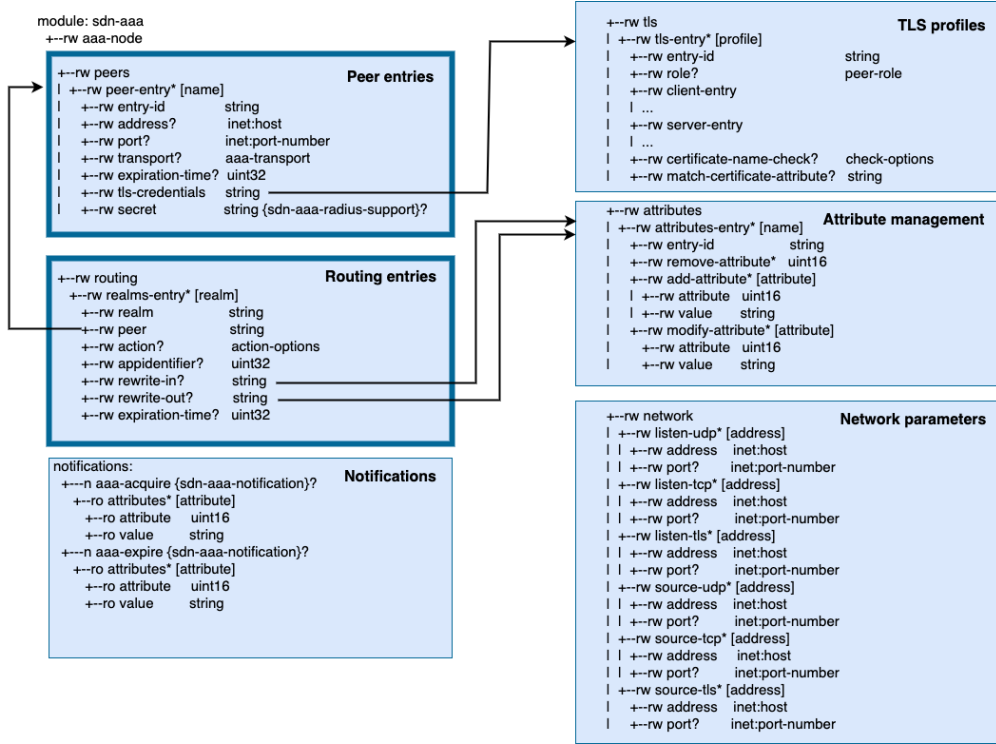 module: sdn-aaa
+--rw aaa-node
Peer entries
+--rw peers
| +--rw peer-entry* [name]
| +--rw entry-id string
| +--rw address? inet:host
| +--rw port? inet:port-number
| +--rw transport? aaa-transport
| +--rw expiration-time? uint32
| +--rw tls-credentials string
| +--rw secret string {sdn-aaa-radius-support}?
Routing entries
+--rw routing
+--rw realms-entry* [realm]
+--rw realm string
+--rw peer string
+--rw action? action-options
+--rw appidentifier? uint32
+--rw rewrite-in? string
+--rw rewrite-out? string
+--rw expiration-time? uint32
Notifications
notifications:
+---n aaa-acquire {sdn-aaa-notification}?
+--ro attributes* [attribute]
+--ro attribute uint16
+--ro value string
+---n aaa-expire {sdn-aaa-notification}?
+--ro attributes* [attribute]
+--ro attribute uint16
+--ro value string
TLS profiles
+--rw tls
| +--rw tls-entry* [profile]
| +--rw entry-id string
| +--rw role? peer-role
| +--rw client-entry
| | ...
| +--rw server-entry
| | ...
| +--rw certificate-name-check? check-options
| +--rw match-certificate-attribute? string
Attribute management
+--rw attributes
| +--rw attributes-entry* [name]
| +--rw entry-id string
| +--rw remove-attribute* uint16
| +--rw add-attribute* [attribute]
| | +--rw attribute uint16
| | +--rw value string
| +--rw modify-attribute* [attribute]
| +--rw attribute uint16
| +--rw value string
Network parameters
+--rw network
| +--rw listen-udp* [address]
| | +--rw address inet:host
| | +--rw port? inet:port-number
| +--rw listen-tcp* [address]
| | +--rw address inet:host
| | +--rw port? inet:port-number
| +--rw listen-tls* [address]
| | +--rw address inet:host
| | +--rw port? inet:port-number
| +--rw source-udp* [address]
| | +--rw address inet:host
| | +--rw port? inet:port-number
| +--rw source-tcp* [address]
| | +--rw address inet:host
| | +--rw port? inet:port-number
| +--rw source-tls* [address]
| +--rw address inet:host
| +--rw port? inet:port-number